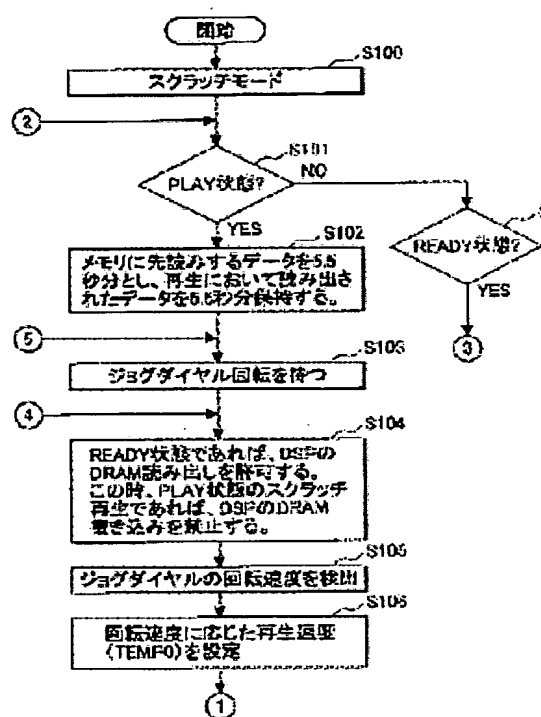 開始
S100
スクラッチモード
②
S101
PLAY状態?
NO
YES
S102
メモリに先読みするデータを5.5
秒分とし、再生において読み出さ
れたデータを5.5秒分保持する。
READY状態?
YES
③
⑤
S103
ジョグダイヤル回転を待つ
④
S104
READY状態であれば、DSPの
DRAM読み出しを許可する。
この時、PLAY状態のスクラッチ
再生であれば、DSPのDRAM
書き込みを禁止する。
S105
ジョグダイヤルの回転速度を検出
S106
回転速度に応じた再生速度
(TEMPO)を設定
①